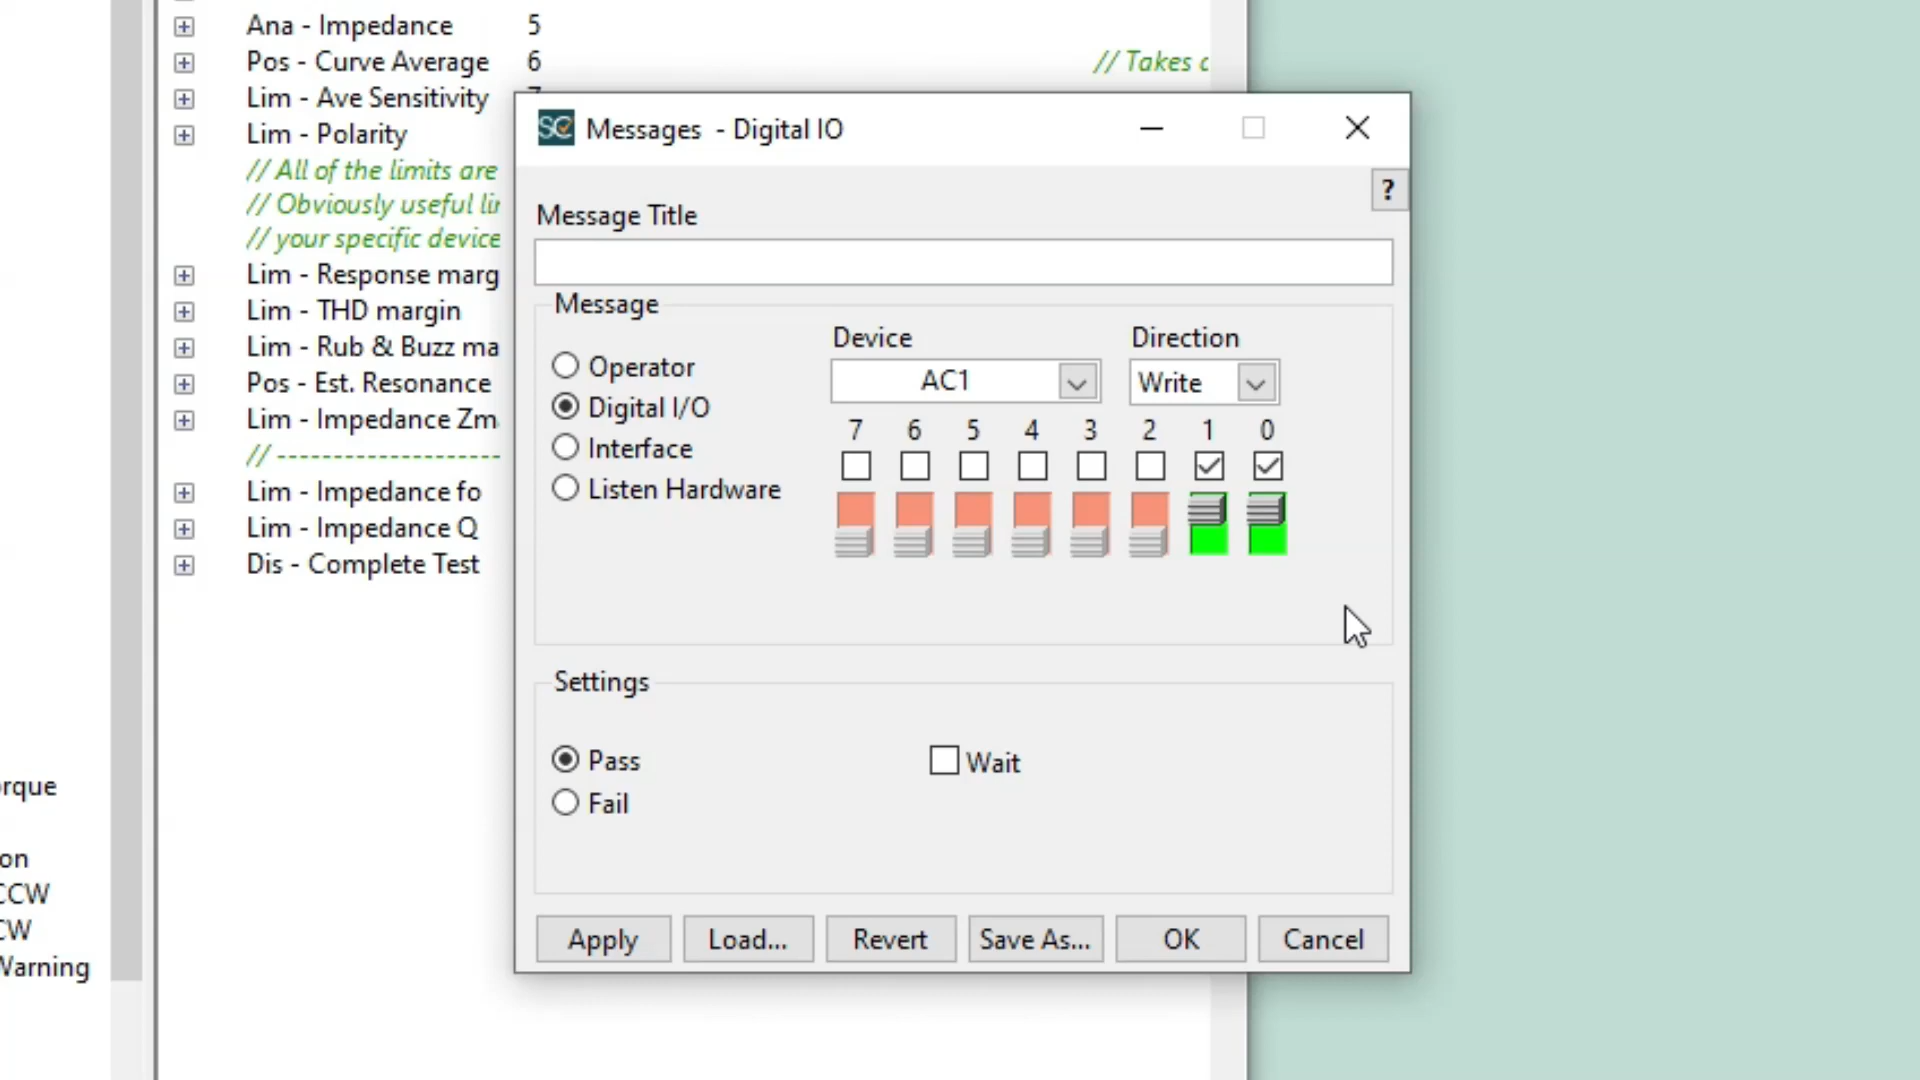 Ana - Impedance 5
Pos - Curve Average 6 // Takes
Lim - Ave Sensitivity
Lim - Polarity
// All of the limits are
// Obviously useful
// your specific device
Lim - Response marg
Lim - THD margin
Lim - Rub & Buzz ma
Pos - Est. Resonance
Lim - Impedance Zm
// --------------------
Lim - Impedance fo
Lim - Impedance Q
Dis - Complete Test
rque
on
CCW
CW
Warning
SC Messages - Digital IO
?
Message Title
Message
Operator
Digital I/O
Interface
Listen Hardware
Device Direction
AC1 Write
7 6 5 4 3 2 1 0
Settings
Pass Wait
Fail
Apply Load... Revert Save As... OK Cancel